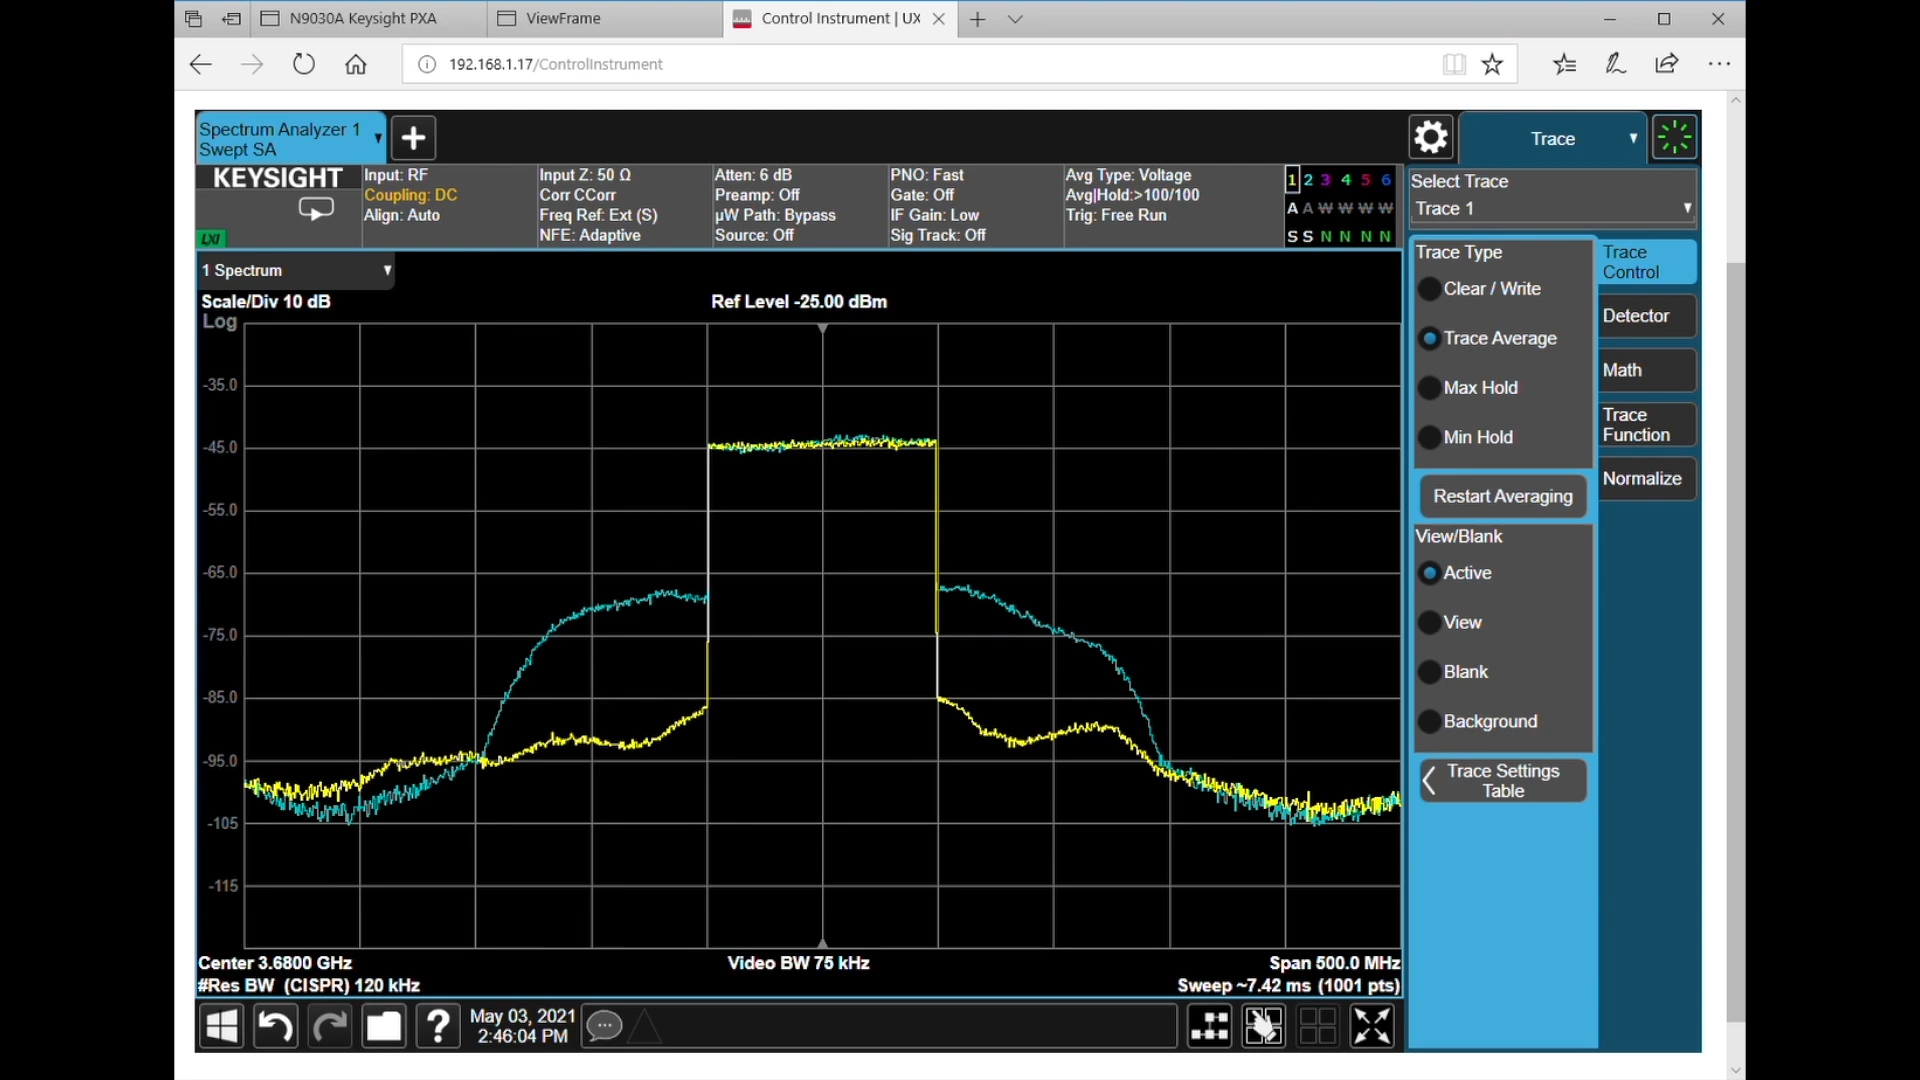 N9030A Keysight PXA
ViewFrame
Control Instrument | UX
192.168.1.17/ControlInstrument
Spectrum Analyzer 1
Swept SA
Trace
KEYSIGHT
LXI
Input: RF
Coupling: DC
Align: Auto
Input Z: 50 Ω
Corr CCorr
Freq Ref: Ext (S)
NFE: Adaptive
Atten: 6 dB
Preamp: Off
µW Path: Bypass
Source: Off
PNO: Fast
Gate: Off
IF Gain: Low
Sig Track: Off
Avg Type: Voltage
Avg|Hold:>100/100
Trig: Free Run
1 2 3 4 5 6
A A W W W W
S S N N N N
Select Trace
Trace 1
1 Spectrum
Scale/Div 10 dB
Ref Level -25.00 dBm
Log
-35.0
-45.0
-55.0
-65.0
-75.0
-85.0
-95.0
-105
-115
Center 3.6800 GHz
Video BW 75 kHz
Span 500.0 MHz
#Res BW (CISPR) 120 kHz
Sweep ~7.42 ms (1001 pts)
Trace Type
Clear / Write
Trace Average
Max Hold
Min Hold
Restart Averaging
View/Blank
Active
View
Blank
Background
Trace Settings
Table
Trace
Control
Detector
Math
Trace
Function
Normalize
?
May 03, 2021
2:46:04 PM